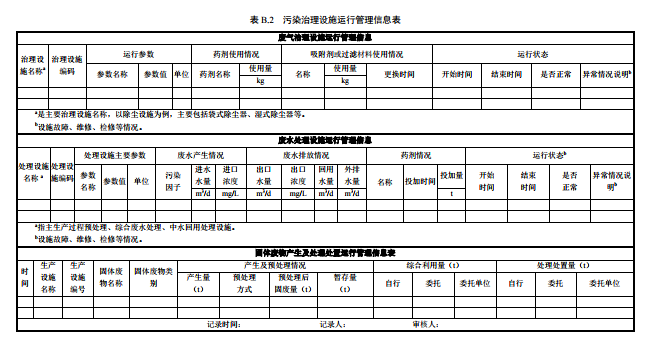 表 B.2 污染治理设施运行管理信息表
废气治理设施运行管理信息
治理设施名称a 治理设施编码 运行参数 药剂使用情况 吸附剂或过滤材料使用情况 运行状态
参数名称 参数值 单位 药剂名称 使用量 名称 使用量 更换时间 开始时间 结束时间 是否正常 异常情况说明b
kg kg
a是主要治理设施名称，以除尘设施为例，主要包括袋式除尘器、湿式除尘器等。
b设施故障、维修、检修等情况。
废水处理设施运行管理信息
处理设施名称a 处理设施编码 处理设施主要参数 废水产生情况 废水排放情况 药剂情况 运行状态b
参数名称 参数值 单位 污染因子 进水水量 进口浓度 出口水量 出口浓度 回用水量 外排水量 名称 投加时间 投加量 开始时间 结束时间 是否正常 异常情况说明b
m³/d mg/L m³/d mg/L m³/d m³/d t
a指主生产过程预处理、综合废水处理、中水回用处理设施。
b设施故障、维修、检修等情况。
固体废物产生及处理处置运行管理信息表
时间 生产设施名称 生产设施编号 固体废物名称 固体废物类别 产生及预处理情况 综合利用量（t） 处理处置量（t）
产生量（t） 预处理方式 预处理后固废量（t） 暂存量（t） 自行 委托 委托单位 自行 委托 委托单位
记录时间： 记录人： 审核人：